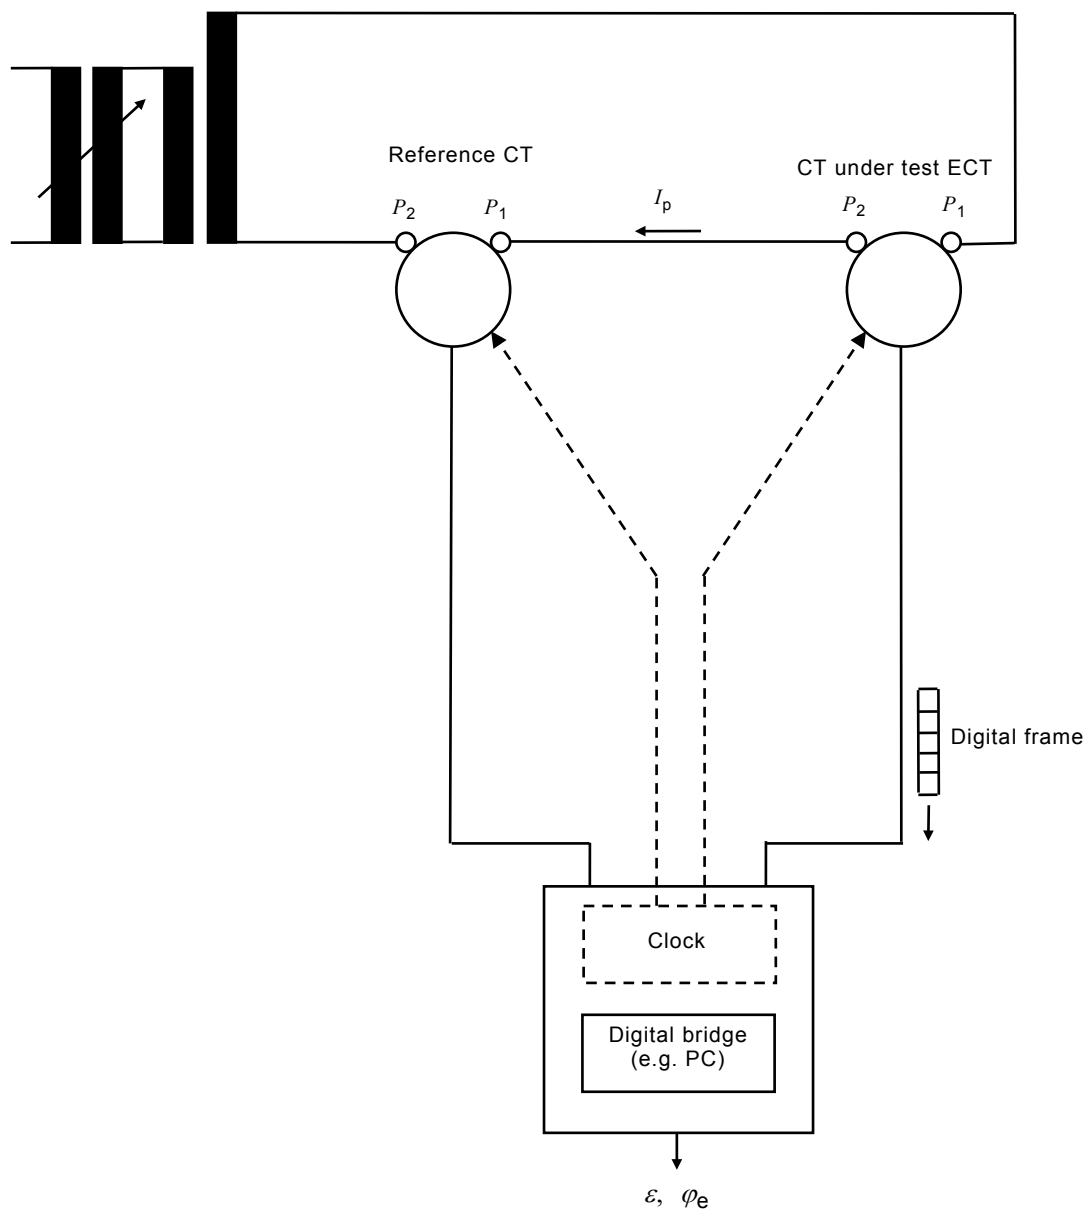 Reference CT
CT under test ECT
P2
P1
Ip
P2
P1
Digital frame
Clock
Digital bridge
(e.g. PC)
ε, φe